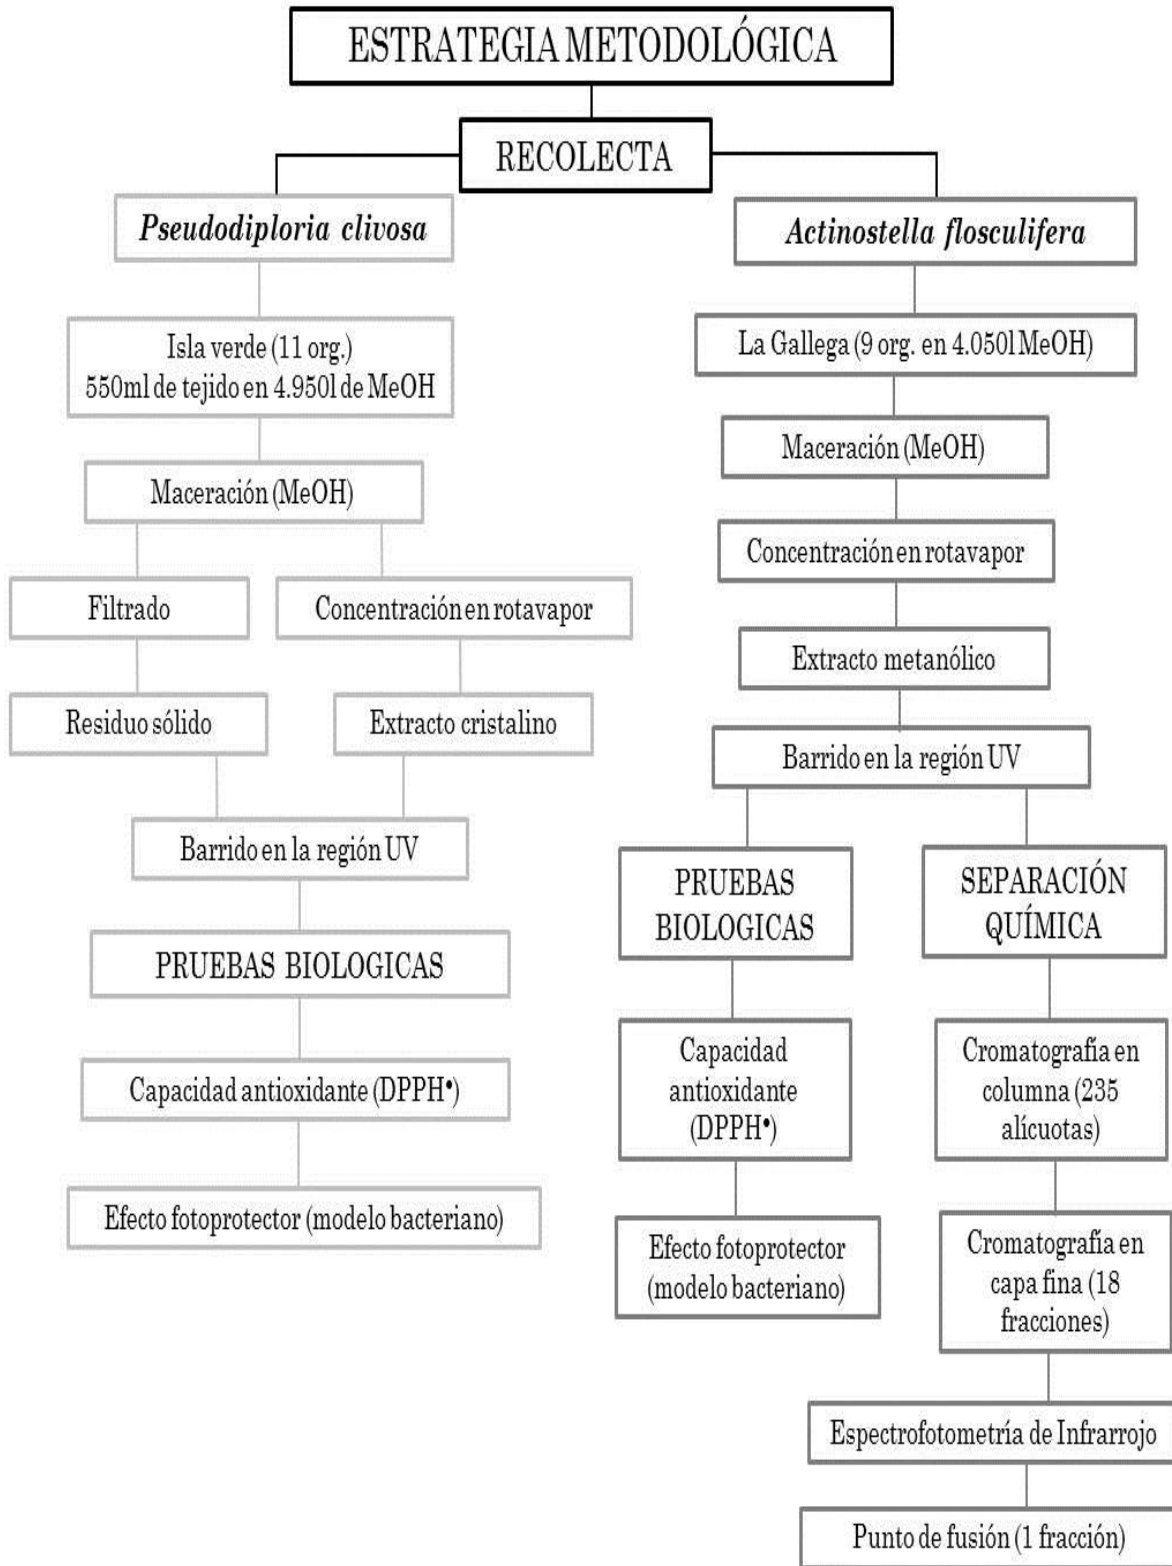 ESTRATEGIA METODOLÓGICA
RECOLECTA
Pseudodiploria clivosa
Isla verde (11 org.)
550ml de tejido en 4.950l de MeOH
Maceración (MeOH)
Filtrado
Concentración en rotavapor
Residuo sólido
Extracto cristalino
Barrido en la región UV
PRUEBAS BIOLOGICAS
Capacidad antioxidante (DPPH•)
Efecto fotoprotector (modelo bacteriano)
Actinostella flosculifera
La Gallega (9 org. en 4.050l MeOH)
Maceración (MeOH)
Concentración en rotavapor
Extracto metanólico
Barrido en la región UV
PRUEBAS
BIOLOGICAS
Capacidad
antioxidante
(DPPH•)
Efecto fotoprotector
(modelo bacteriano)
SEPARACIÓN
QUÍMICA
Cromatografía en
columna (235
alícuotas)
Cromatografía en
capa fina (18
fracciones)
Espectrofotometría de Infrarrojo
Punto de fusión (1 fracción)